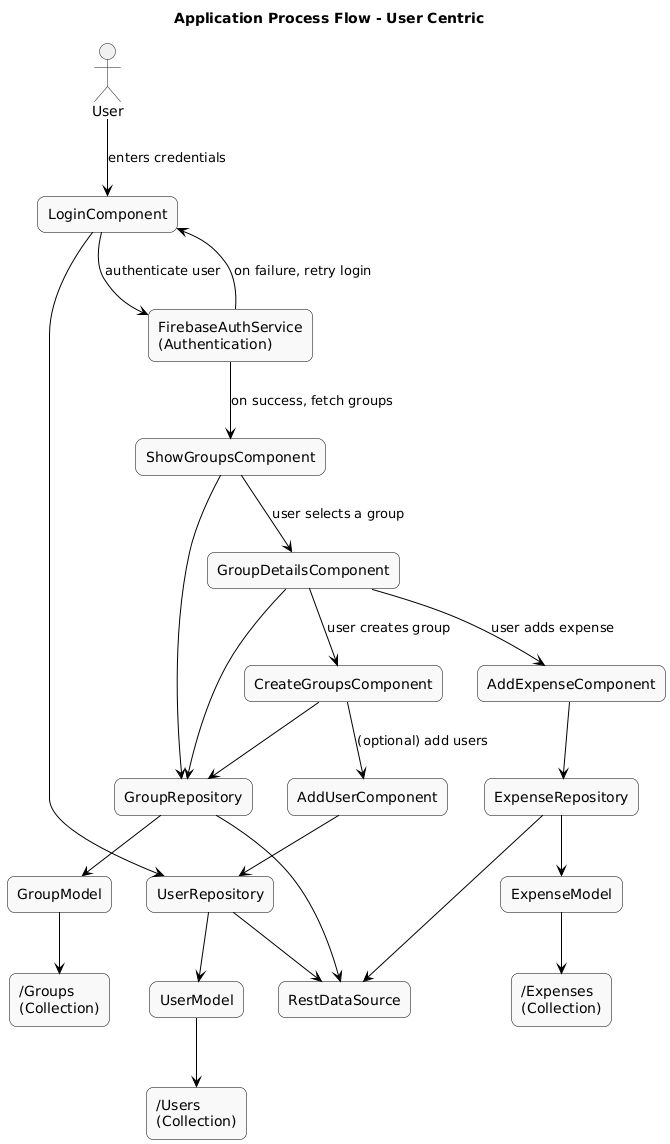 Application Process Flow - User Centric
User
enters credentials
LoginComponent
authenticate user
on failure, retry login
FirebaseAuthService
(Authentication)
on success, fetch groups
ShowGroupsComponent
user selects a group
GroupDetailsComponent
user creates group
user adds expense
CreateGroupsComponent
AddExpenseComponent
(optional) add users
GroupRepository
AddUserComponent
ExpenseRepository
GroupModel
UserRepository
ExpenseModel
/Groups
(Collection)
UserModel
RestDataSource
/Expenses
(Collection)
/Users
(Collection)